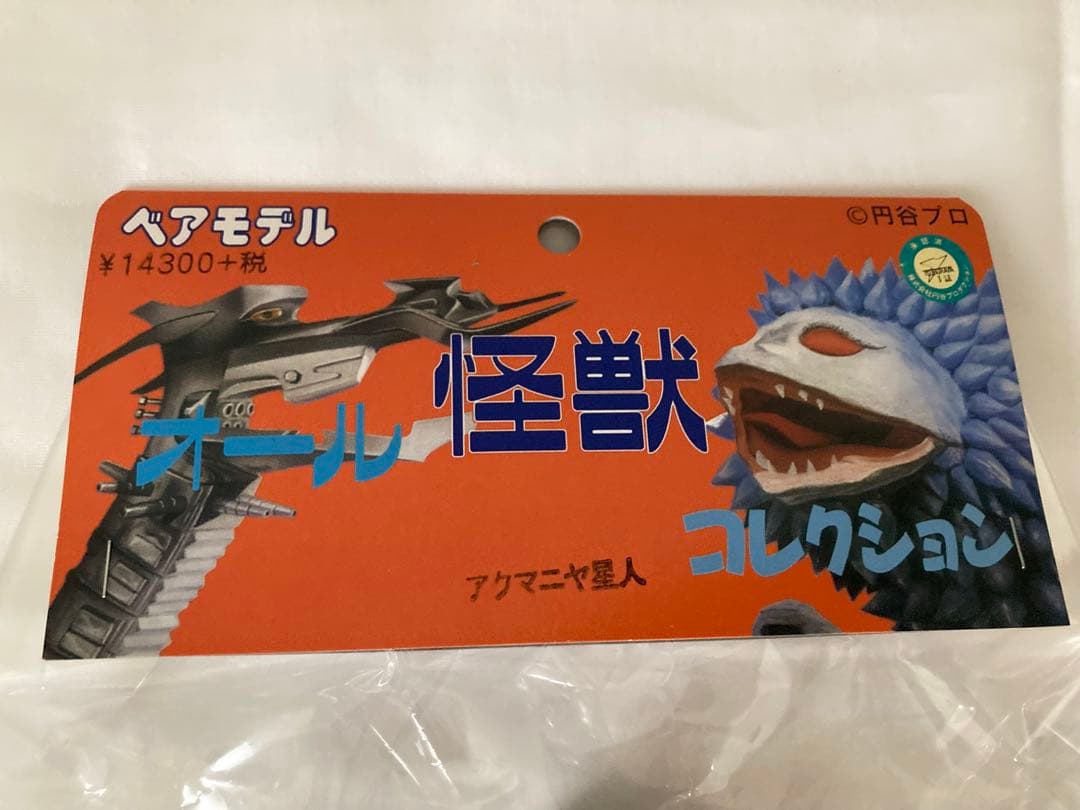 ベアモデル
¥14300+税
©円谷プロ
オール
怪獣
コレクション
アクマニヤ星人